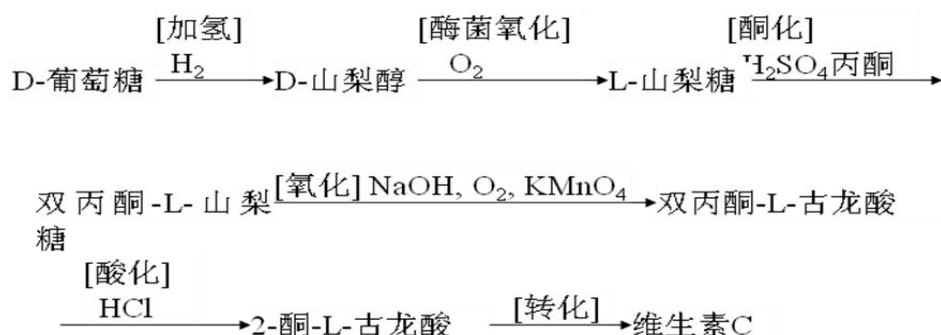 [加氢] [酶菌氧化] [酮化]
H₂ O₂ H₂SO₄丙酮
D-葡萄糖 D-山梨醇 L-山梨糖
双丙酮-L-山梨糖 [氧化] NaOH, O₂, KMnO₄ 双丙酮-L-古龙酸
[酸化]
HCl [转化]
2-酮-L-古龙酸 维生素C